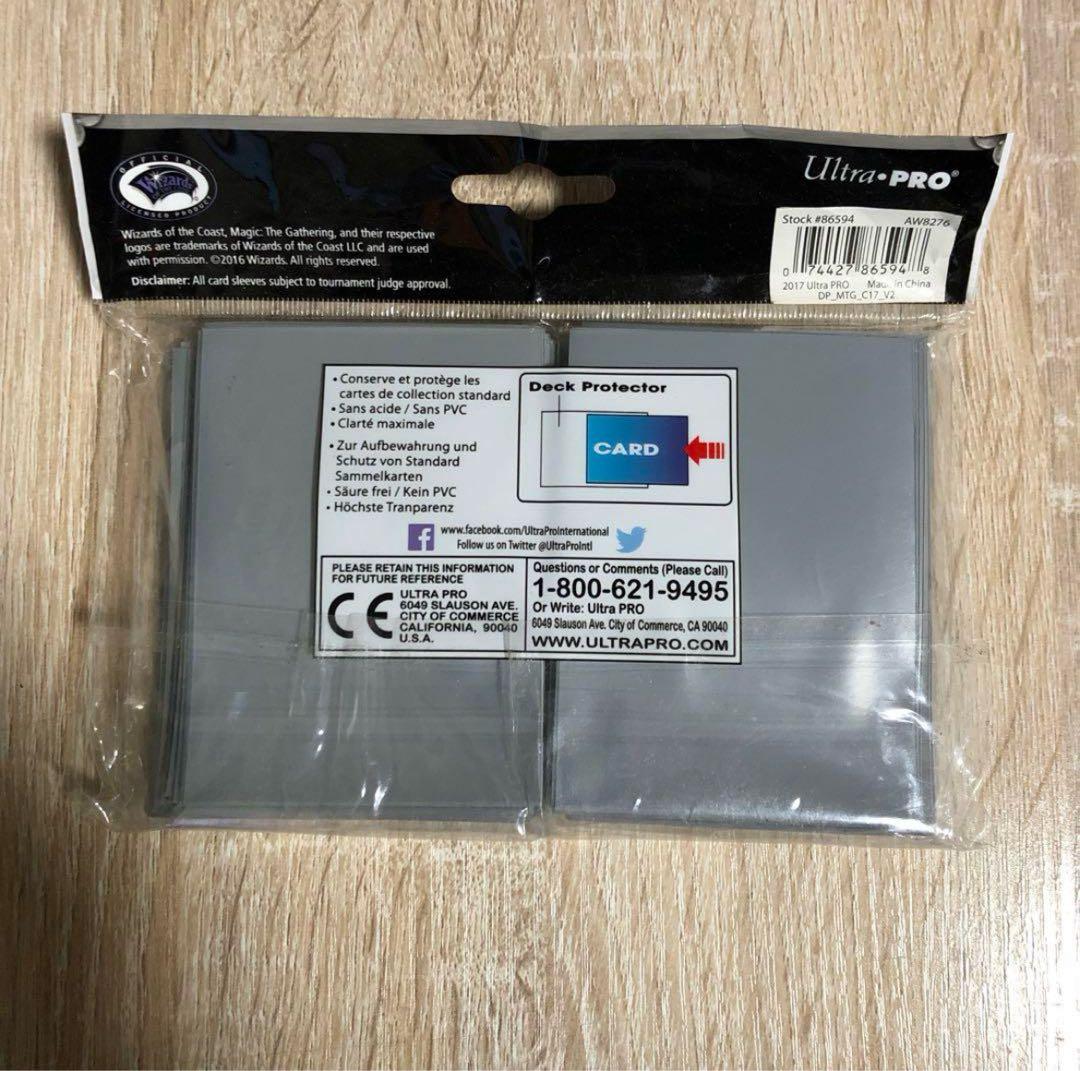 OFFICIAL
Wizards
LICENSED PRODUCT
Wizards of the Coast, Magic: The Gathering, and their respective
logos are trademarks of Wizards of the Coast LLC and are used
with permission. ©2016 Wizards. All rights reserved.
Disclaimer: All card sleeves subject to tournament judge approval.
Ultra•PRO®
Stock #86594 AW8276
0 74427 86594 8
2017 Ultra PRO Made in China
DP_MTG_C17_V2
• Conserve et protège les
cartes de collection standard
• Sans acide / Sans PVC
• Clarté maximale
• Zur Aufbewahrung und
Schutz von Standard
Sammelkarten
• Säure frei / Kein PVC
• Höchste Tranparenz
Deck Protector
CARD
www.facebook.com/UltraProInternational
Follow us on Twitter @UltraProIntl
PLEASE RETAIN THIS INFORMATION
FOR FUTURE REFERENCE
CE
ULTRA PRO
6049 SLAUSON AVE.
CITY OF COMMERCE
CALIFORNIA, 90040
U.S.A.
Questions or Comments (Please Call)
1-800-621-9495
Or Write: Ultra PRO
6049 Slauson Ave. City of Commerce, CA 90040
WWW.ULTRAPRO.COM